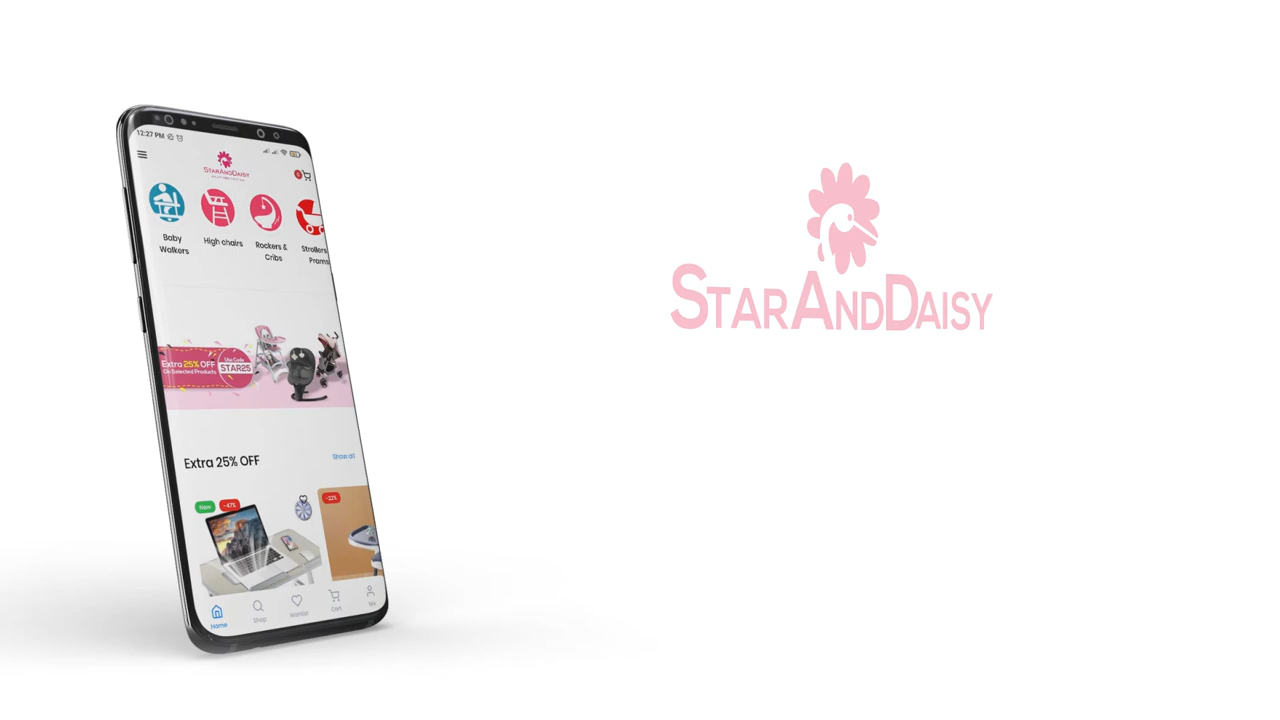 12:27 PM
STARANDDAISY
0
Baby
Walkers
High chairs
Rockers &
Cribs
Strollers
Prams
Extra 25% OFF
On Selected Products
Use Code
STAR25
Extra 25% OFF
Show all
New
-47%
-22%
Home
Shop
Wishlist
Cart
Me
STARANDDAISY